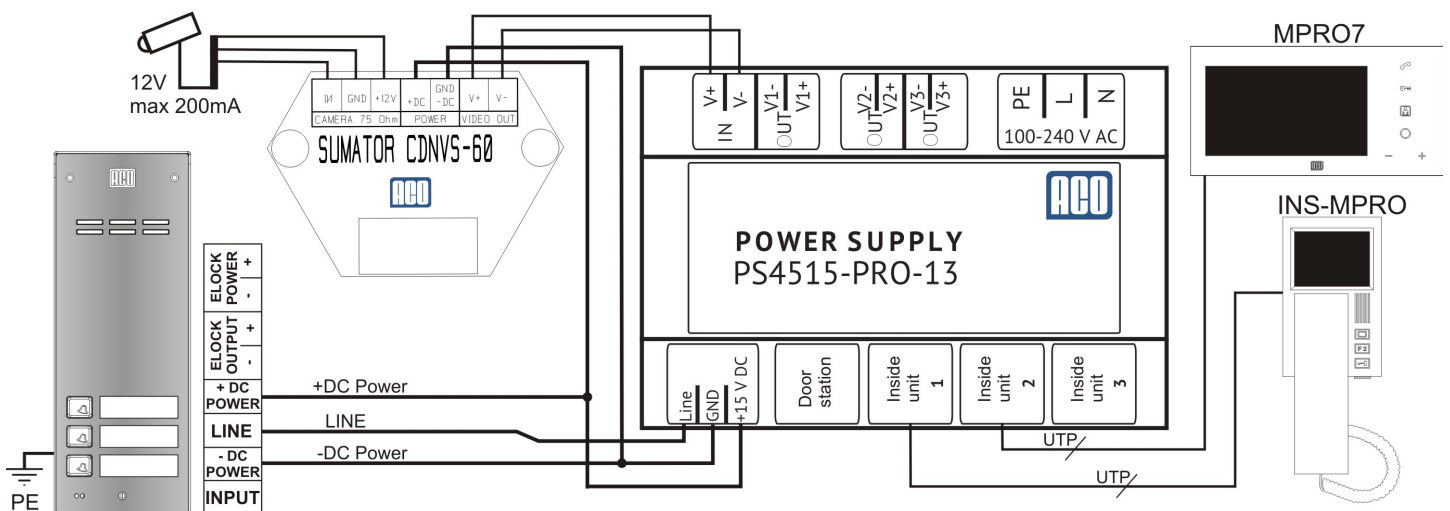 12V
max 200mA
IN GND +12V +DC GND -DC V+ V-
CAMERA 75 Ohm POWER VIDEO OUT
SUMATOR CDNVS-60
ACO
ACO
PE
ELOCK POWER + -
ELOCK OUTPUT + -
+ DC POWER
LINE
- DC POWER
INPUT
+DC Power
LINE
-DC Power
V+ V- IN
V1- V1+ OUT
V2- V2+ OUT
V3- V3+ OUT
PE L N
100-240 V AC
ACO
POWER SUPPLY
PS4515-PRO-13
Line GND +15 V DC
Door station
Inside unit 1
Inside unit 2
Inside unit 3
UTP
UTP
MPRO7
ACO
- +
INS-MPRO
F2